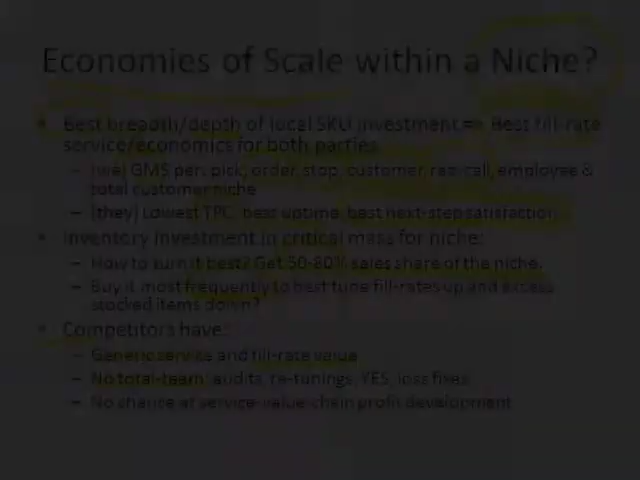 Economies of Scale within a Niche?
• Best breadth/depth of local SKU investment => Best fill-rate
service/economics for both parties
– (we) GMS per: pick, order, stop, customer, rep call, employee &
total customer niche
– (they) Lowest TPC, best uptime, best next-step satisfaction
• Inventory investment in critical mass for niche:
– How to turn it best? Get 50-80% sales share of the niche.
– Buy it most frequently to best tune fill-rates up and excess
stocked items down?
• Competitors have:
– Generic service and fill-rate value
– No total-team: audits, re-tunings, YES, loss fixes
– No chance at service-value chain profit development